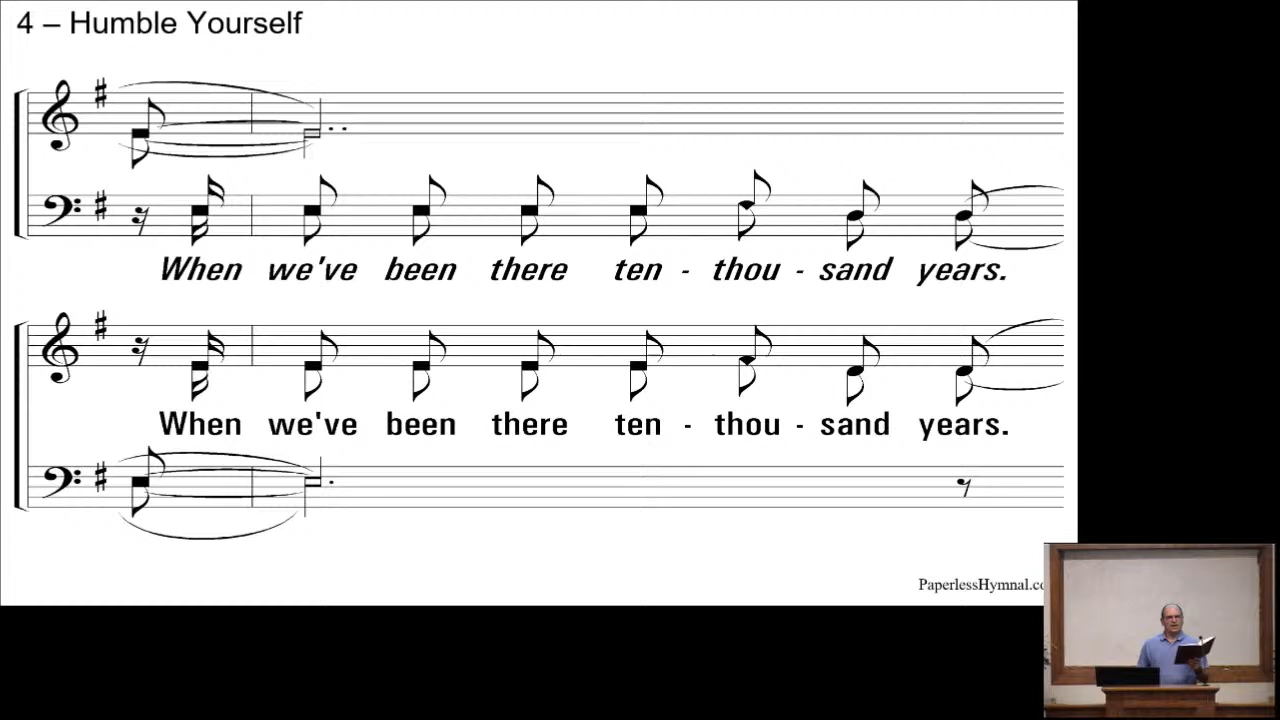 4 – Humble Yourself
When we've been there ten - thou - sand years.
When we've been there ten - thou - sand years.
PaperlessHymnal.co